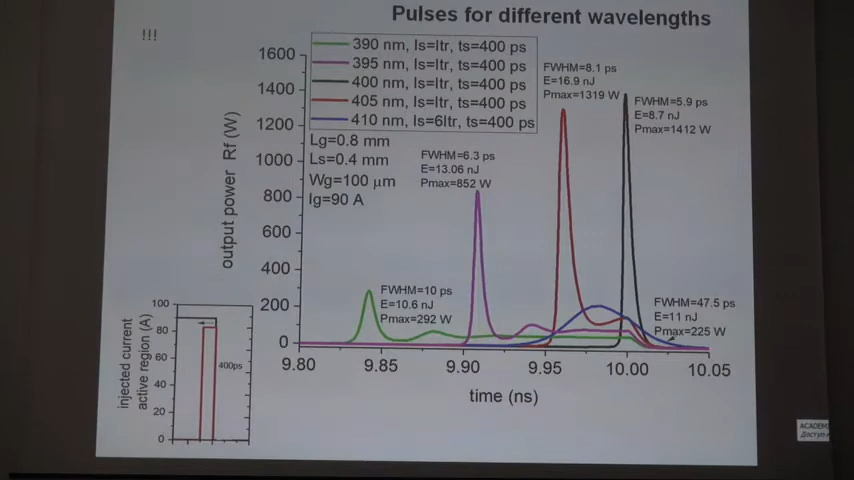 Pulses for different wavelengths
!!!
390 nm, Is=Itr, ts=400 ps
395 nm, Is=Itr, ts=400 ps
400 nm, Is=Itr, ts=400 ps
405 nm, Is=Itr, ts=400 ps
410 nm, Is=6Itr, ts=400 ps
Lg=0.8 mm
Ls=0.4 mm
Wg=100 μm
Ig=90 A
FWHM=8.1 ps
E=16.9 nJ
Pmax=1319 W
FWHM=5.9 ps
E=8.7 nJ
Pmax=1412 W
FWHM=6.3 ps
E=13.06 nJ
Pmax=852 W
FWHM=10 ps
E=10.6 nJ
Pmax=292 W
FWHM=47.5 ps
E=11 nJ
Pmax=225 W
output power Rf (W)
1600
1400
1200
1000
800
600
400
200
0
9.80 9.85 9.90 9.95 10.00 10.05
time (ns)
injected current
active region (A)
100
80
60
40
20
0
400ps